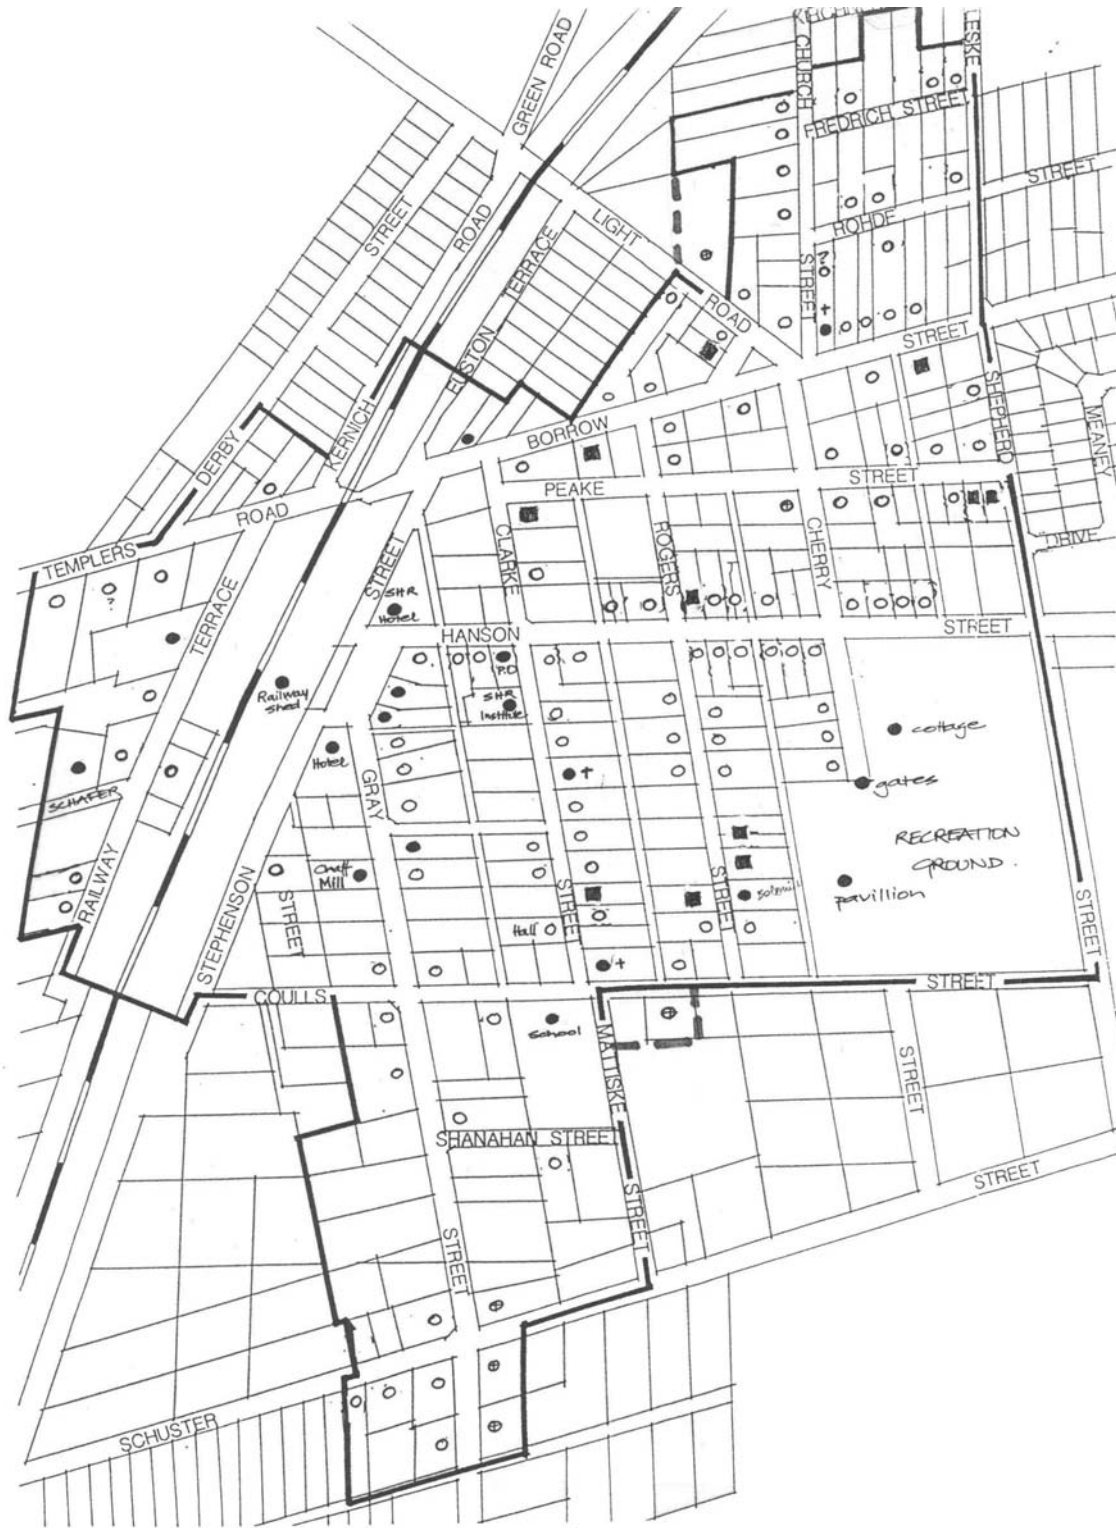 CHURCH
LESKE
GREEN ROAD
FREDRICH STREET
STREET
STREET
ROAD
LIGHT
ROHDE
TERRACE
?
STREET
ROAD
+
STREET
EUSTON
SHEPHERD
MEANEY
KERNICH
BORROW
DERBY
STREET
PEAKE
ROAD
CLARKE
ROGERS
CHERRY
DRIVE
TEMPLERS
STREET
TERRACE
SHR
Hotel
?
HANSON
STREET
P.O
Railway
Shed
SHR
Institute
cottage
Hotel
GRAY
+
gates
SCHAFER
RECREATION
GROUND.
RAILWAY
Chaff
Mill
STREET
STREET
STREET
pavillion
STREET
STEPHENSON
Hall
+
COULLS
STREET
School
MATTISKE
STREET
SHANAHAN STREET
STREET
STREET
STREET
SCHUSTER